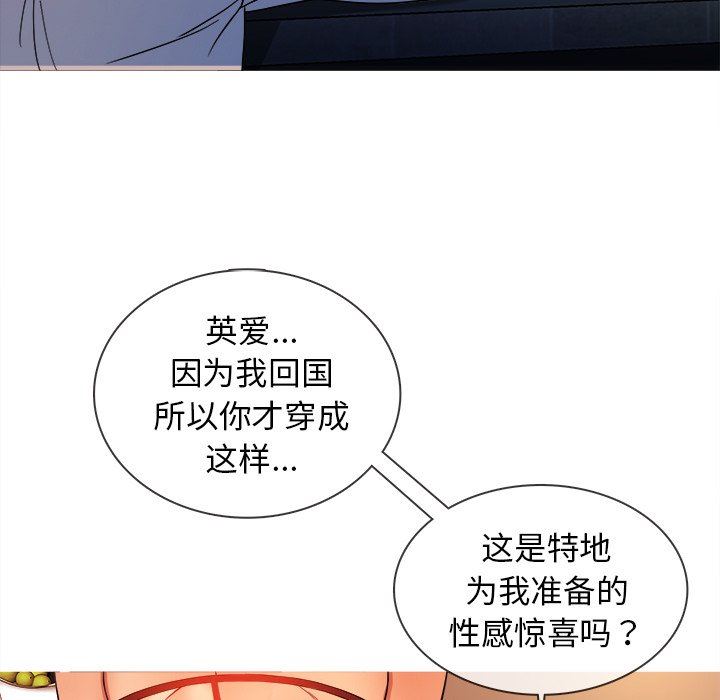 英爱...
因为我回国
所以你才穿成
这样...
这是特地
为我准备的
性感惊喜吗？